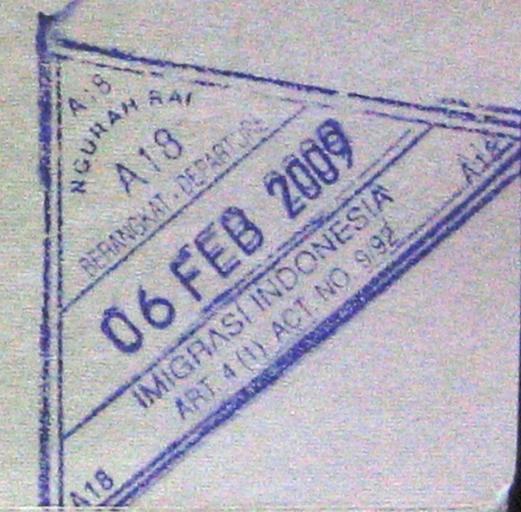 A18
NGURAH RAI
A18
BERANGKAT - DEPARTURE
06 FEB 2009
IMIGRASI INDONESIA
ART. 4 (1) ACT. NO. 9/92
A18
A18